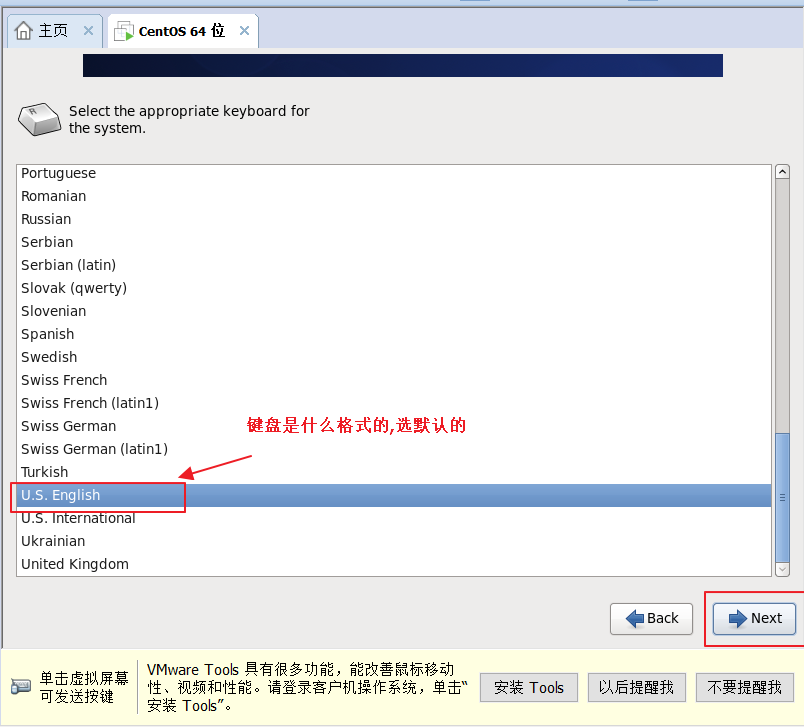 主页
CentOS 64 位
Select the appropriate keyboard for
the system.
Portuguese
Romanian
Russian
Serbian
Serbian (latin)
Slovak (qwerty)
Slovenian
Spanish
Swedish
Swiss French
Swiss French (latin1)
Swiss German
Swiss German (latin1)
Turkish
U.S. English
U.S. International
Ukrainian
United Kingdom
键盘是什么格式的,选默认的
Back
Next
单击虚拟屏幕
可发送按键
VMware Tools 具有很多功能，能改善鼠标移动
性、视频和性能。请登录客户机操作系统，单击“
安装 Tools”。
安装 Tools
以后提醒我
不要提醒我